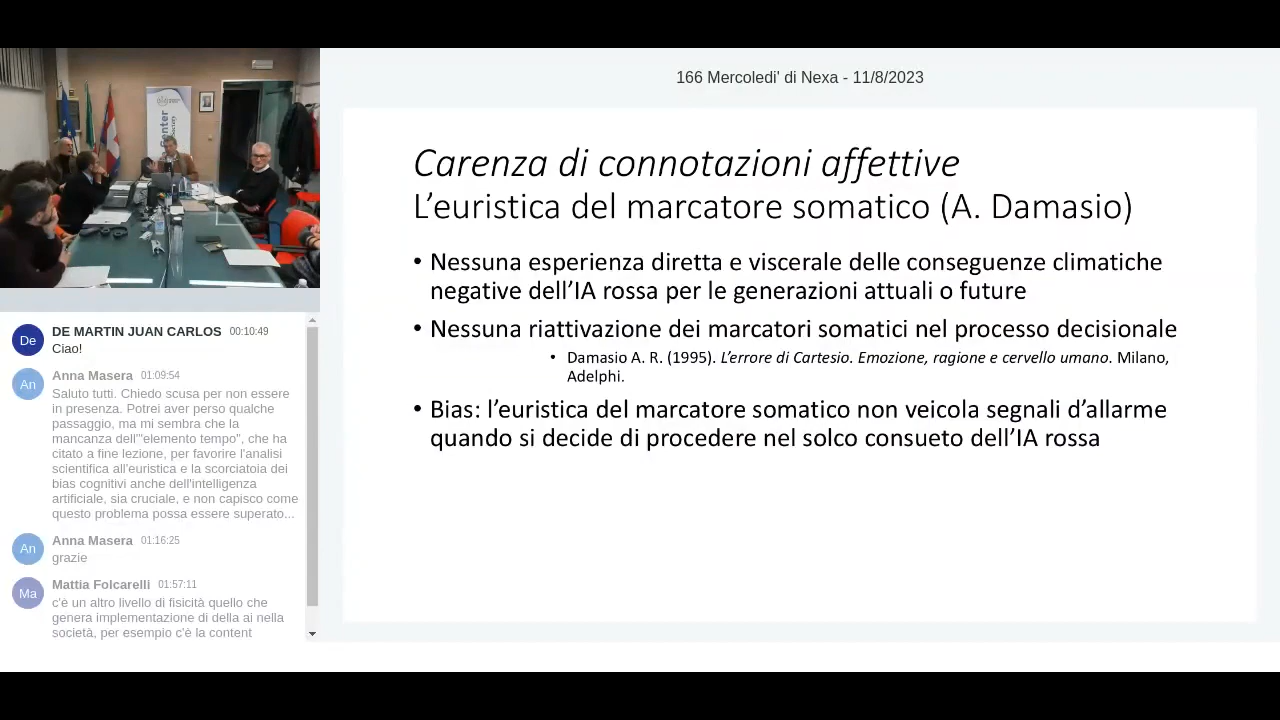 166 Mercoledi' di Nexa - 11/8/2023
Carenza di connotazioni affettive
L'euristica del marcatore somatico (A. Damasio)
• Nessuna esperienza diretta e viscerale delle conseguenze climatiche
negative dell'IA rossa per le generazioni attuali o future
• Nessuna riattivazione dei marcatori somatici nel processo decisionale
• Damasio A. R. (1995). L'errore di Cartesio. Emozione, ragione e cervello umano. Milano,
Adelphi.
• Bias: l'euristica del marcatore somatico non veicola segnali d'allarme
quando si decide di procedere nel solco consueto dell'IA rossa
De
DE MARTIN JUAN CARLOS 00:10:49
Ciao!
An
Anna Masera 01:09:54
Saluto tutti. Chiedo scusa per non essere
in presenza. Potrei aver perso qualche
passaggio, ma mi sembra che la
mancanza dell'"elemento tempo", che ha
citato a fine lezione, per favorire l'analisi
scientifica all'euristica e la scorciatoia dei
bias cognitivi anche dell'intelligenza
artificiale, sia cruciale, e non capisco come
questo problema possa essere superato...
An
Anna Masera 01:16:25
grazie
Ma
Mattia Folcarelli 01:57:11
c'è un altro livello di fisicità quello che
genera implementazione di della ai nella
società, per esempio c'è la content